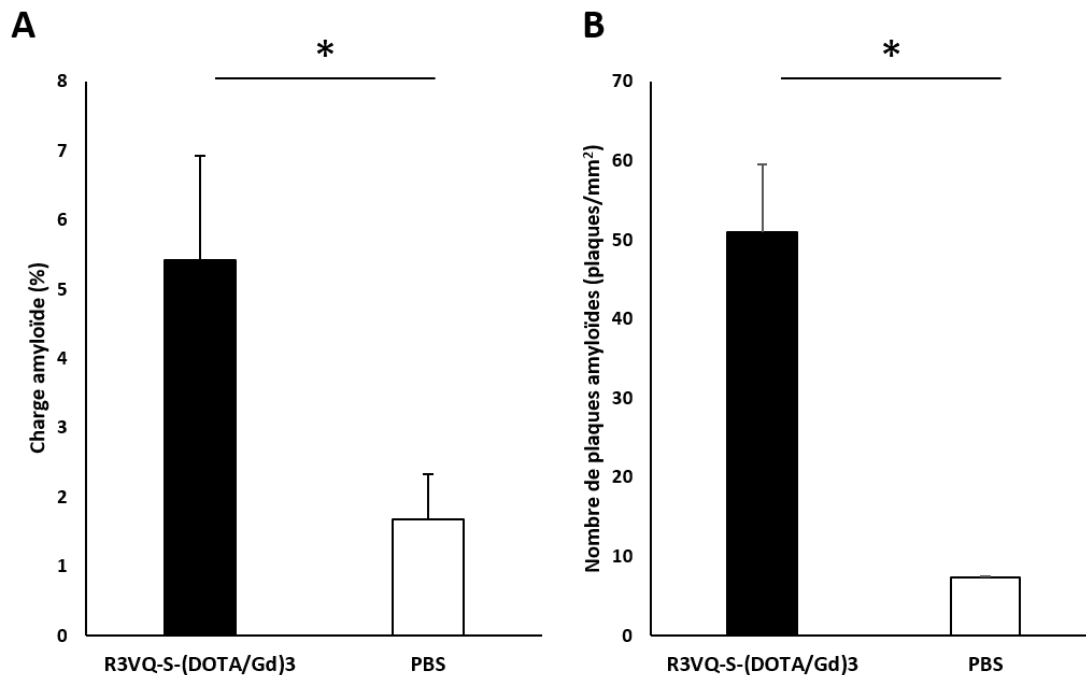 A
*
Charge amyloïde (%)
8
7
6
5
4
3
2
1
0
R3VQ-S-(DOTA/Gd)3
PBS
B
*
Nombre de plaques amyloïdes (plaques/mm²)
70
60
50
40
30
20
10
0
R3VQ-S-(DOTA/Gd)3
PBS